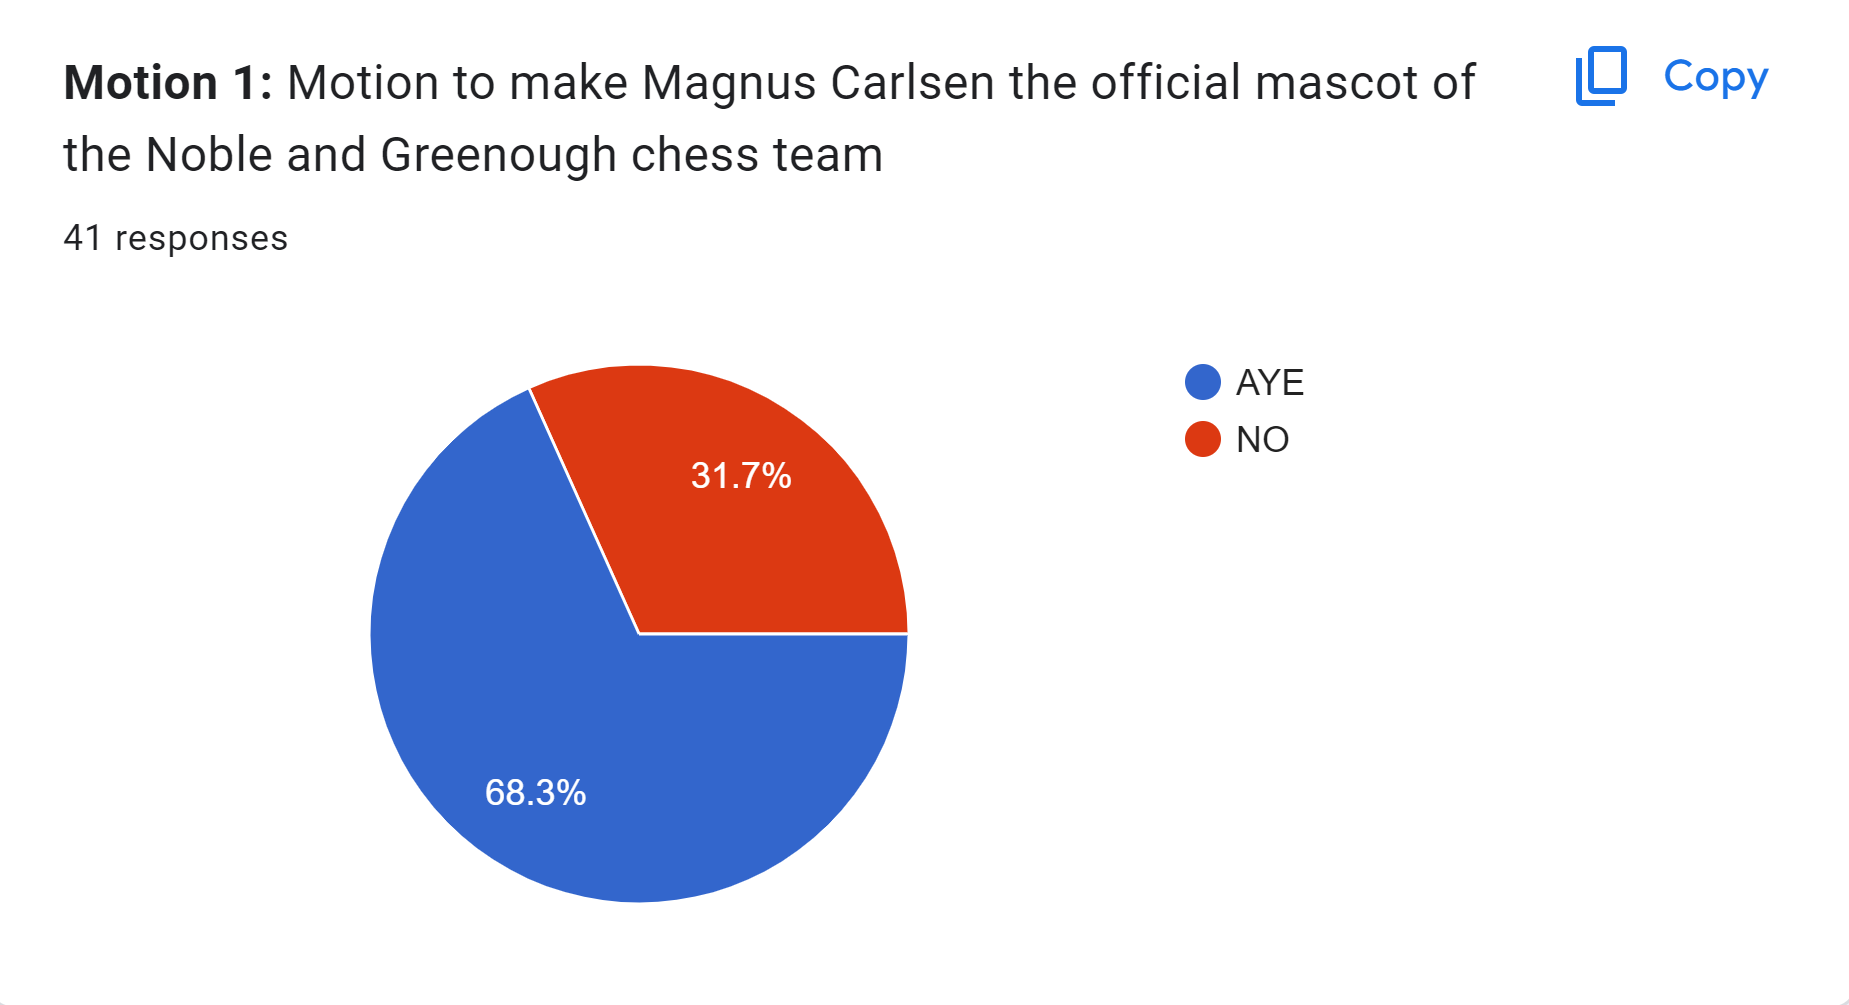 Motion 1: Motion to make Magnus Carlsen the official mascot of
the Noble and Greenough chess team
Copy
41 responses
AYE
NO
31.7%
68.3%